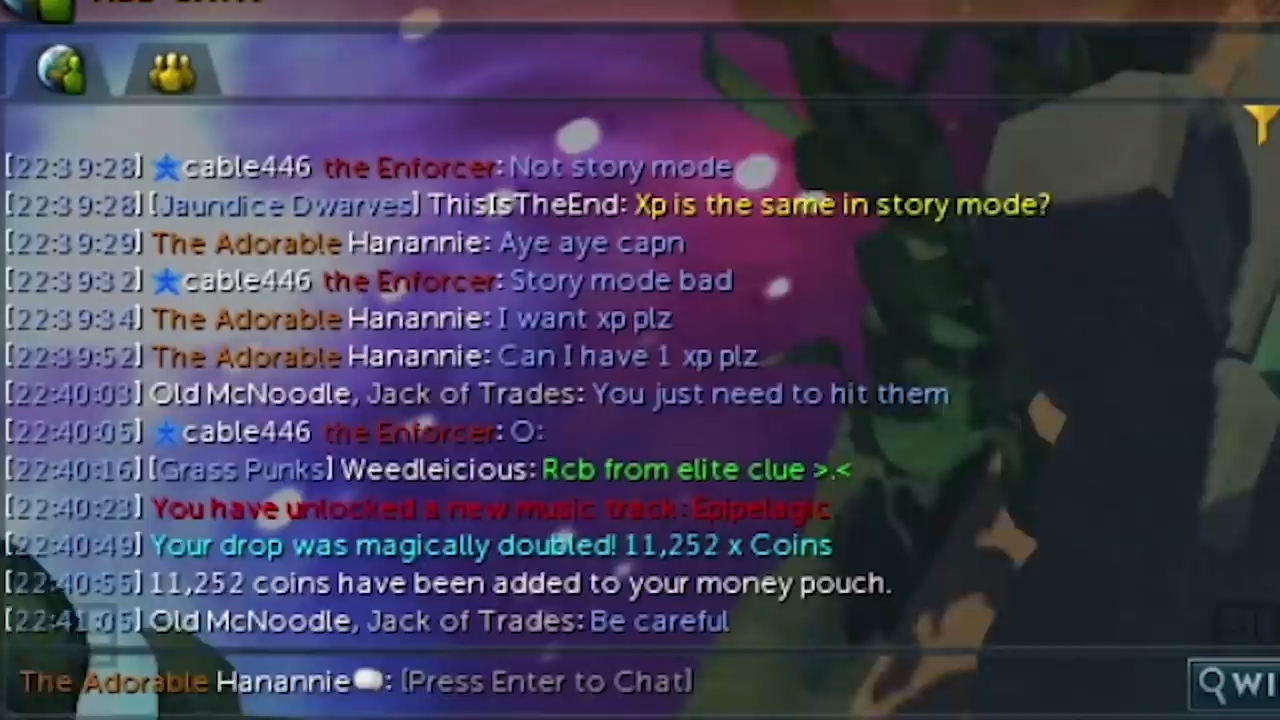 [22:39:28] cable446 the Enforcer: Not story mode
[22:39:28] [Jaundice Dwarves] ThisIsTheEnd: Xp is the same in story mode?
[22:39:29] The Adorable Hanannie: Aye aye capn
[22:39:32] cable446 the Enforcer: Story mode bad
[22:39:34] The Adorable Hanannie: I want xp plz
[22:39:52] The Adorable Hanannie: Can I have 1 xp plz
[22:40:03] Old McNoodle, Jack of Trades: You just need to hit them
[22:40:05] cable446 the Enforcer: O:
[22:40:16] [Grass Punks] Weedleicious: Rcb from elite clue >.<
[22:40:23] You have unlocked a new music track: Epipelagic
[22:40:49] Your drop was magically doubled! 11,252 x Coins
[22:40:55] 11,252 coins have been added to your money pouch.
[22:41:05] Old McNoodle, Jack of Trades: Be careful
The Adorable Hanannie: [Press Enter to Chat]
WI